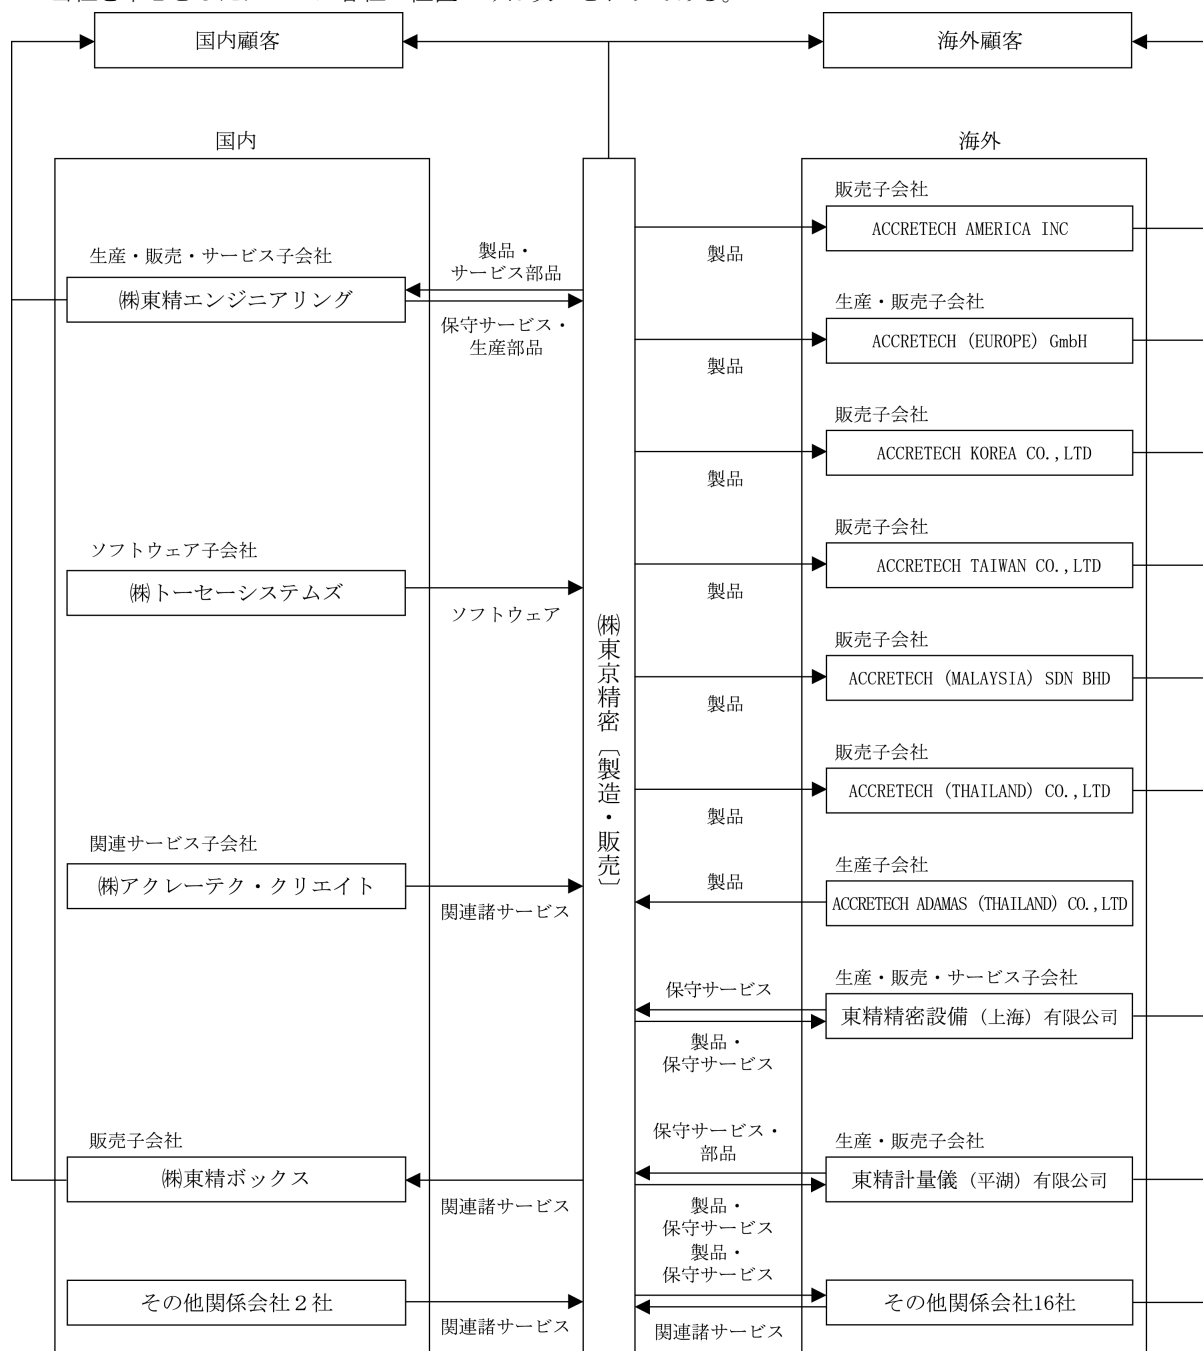 国内顧客
海外顧客
国内
海外
生産・販売・サービス子会社
㈱東精エンジニアリング
製品・
サービス部品
保守サービス・
生産部品
ソフトウェア子会社
㈱トーセーシステムズ
ソフトウェア
関連サービス子会社
㈱アクレーテク・クリエイト
関連諸サービス
販売子会社
㈱東精ボックス
関連諸サービス
その他関係会社２社
関連諸サービス
㈱東京精密〔製造・販売〕
販売子会社
ACCRETECH AMERICA INC
製品
生産・販売子会社
ACCRETECH (EUROPE) GmbH
製品
販売子会社
ACCRETECH KOREA CO.,LTD
製品
販売子会社
ACCRETECH TAIWAN CO.,LTD
製品
販売子会社
ACCRETECH (MALAYSIA) SDN BHD
製品
販売子会社
ACCRETECH (THAILAND) CO.,LTD
製品
生産子会社
製品
ACCRETECH ADAMAS (THAILAND) CO.,LTD
生産・販売・サービス子会社
保守サービス
東精精密設備（上海）有限公司
製品・
保守サービス
保守サービス・
部品
生産・販売子会社
東精計量儀（平湖）有限公司
製品・
保守サービス
製品・
保守サービス
その他関係会社16社
関連諸サービス